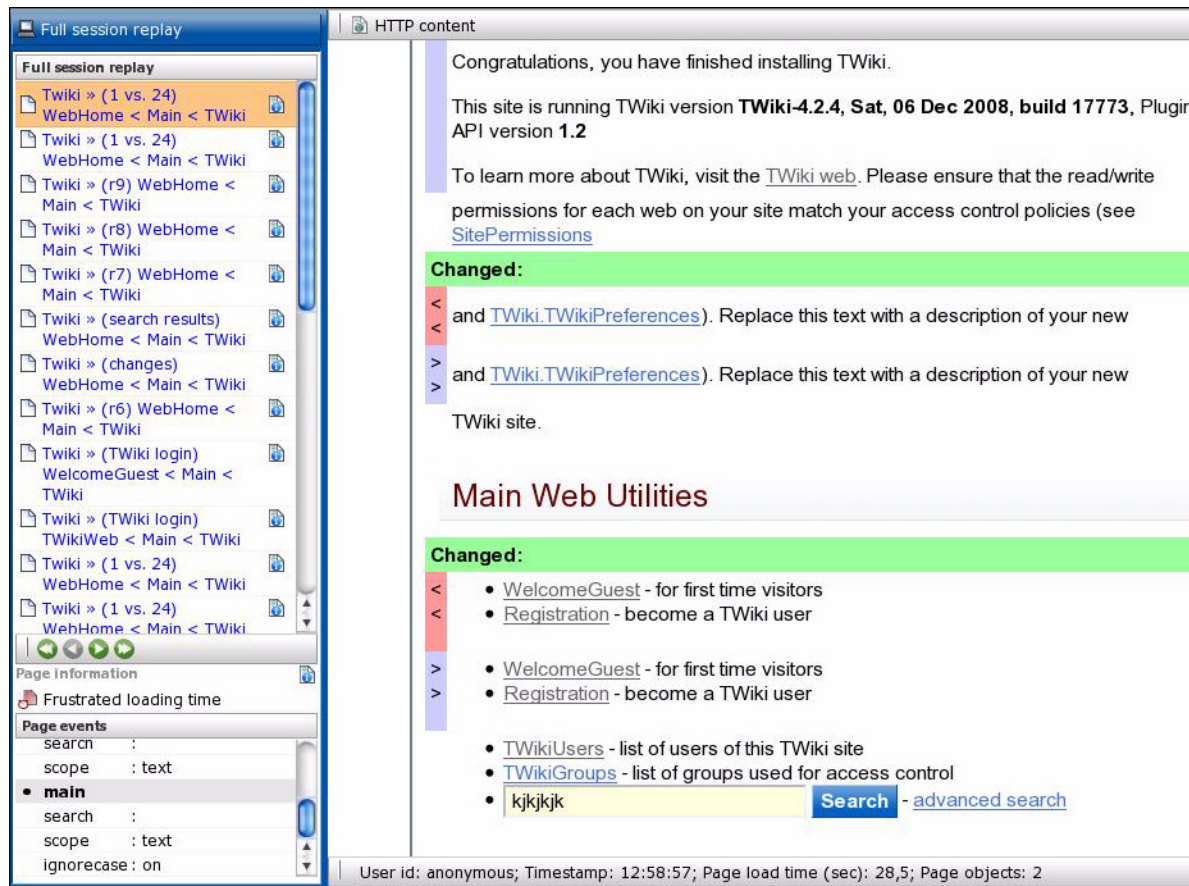 Full session replay
Full session replay
Twiki » (1 vs. 24)
WebHome < Main < TWiki
Twiki » (1 vs. 24)
WebHome < Main < TWiki
Twiki » (r9) WebHome <
Main < TWiki
Twiki » (r8) WebHome <
Main < TWiki
Twiki » (r7) WebHome <
Main < TWiki
Twiki » (search results)
WebHome < Main < TWiki
Twiki » (changes)
WebHome < Main < TWiki
Twiki » (r6) WebHome <
Main < TWiki
Twiki » (TWiki login)
WelcomeGuest < Main <
TWiki
Twiki » (TWiki login)
TWikiWeb < Main < TWiki
Twiki » (1 vs. 24)
WebHome < Main < TWiki
Twiki » (1 vs. 24)
WebHome < Main < TWiki
Page information
Frustrated loading time
Page events
search :
scope : text
• main
search :
scope : text
ignorecase : on
HTTP content
Congratulations, you have finished installing TWiki.
This site is running TWiki version TWiki-4.2.4, Sat, 06 Dec 2008, build 17773, Plugin
API version 1.2
To learn more about TWiki, visit the TWiki web. Please ensure that the read/write
permissions for each web on your site match your access control policies (see
SitePermissions
Changed:
<
< and TWiki.TWikiPreferences). Replace this text with a description of your new
>
> and TWiki.TWikiPreferences). Replace this text with a description of your new
TWiki site.
Main Web Utilities
Changed:
< • WelcomeGuest - for first time visitors
< • Registration - become a TWiki user
> • WelcomeGuest - for first time visitors
> • Registration - become a TWiki user
• TWikiUsers - list of users of this TWiki site
• TWikiGroups - list of groups used for access control
• kjkjkjk Search - advanced search
User id: anonymous; Timestamp: 12:58:57; Page load time (sec): 28,5; Page objects: 2